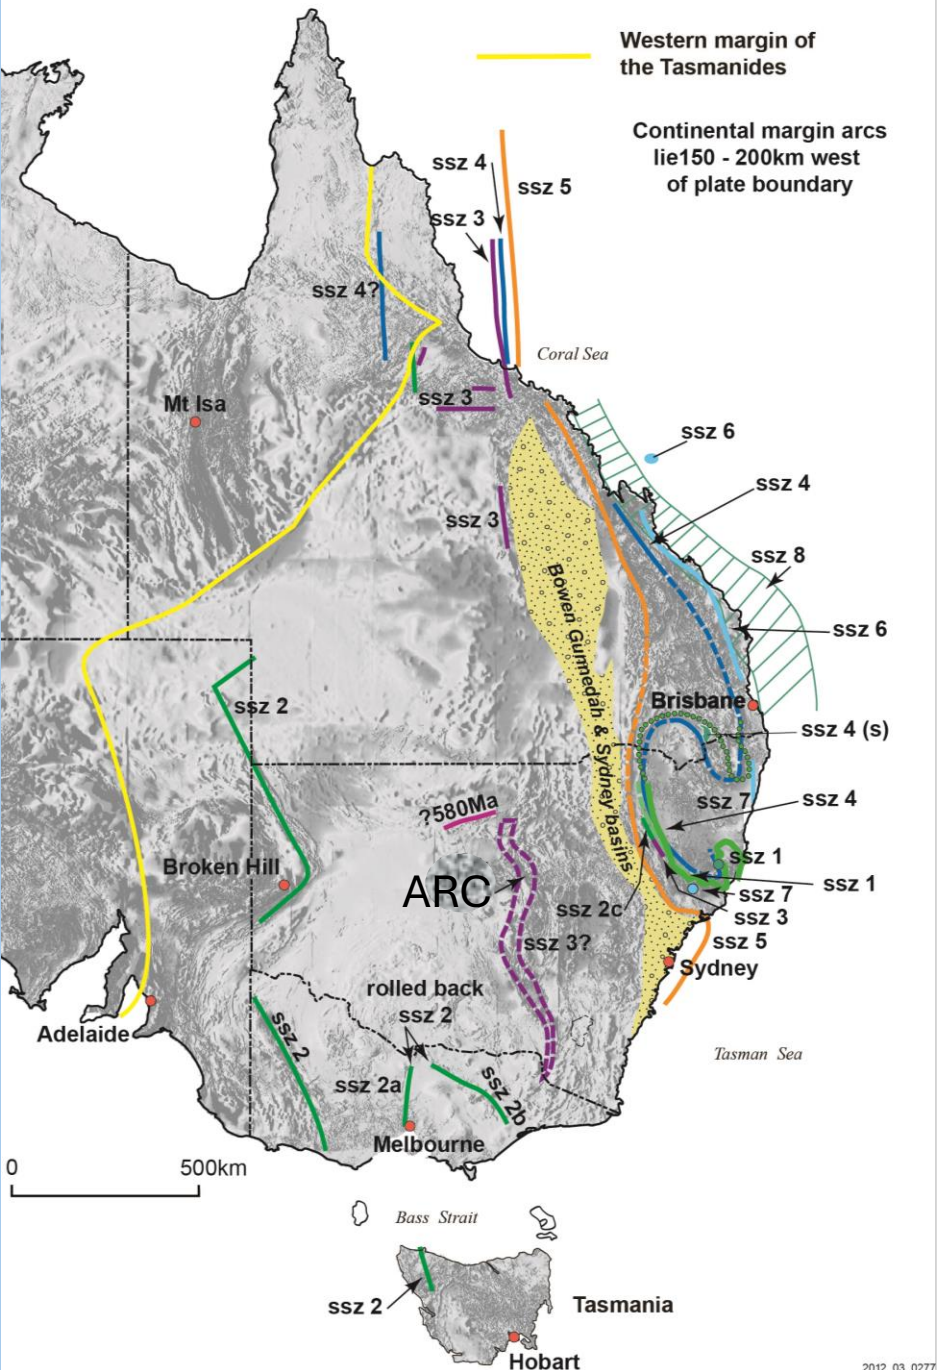 Western margin of
the Tasmanides
Continental margin arcs
lie150 - 200km west
of plate boundary
ssz 4
ssz 5
ssz 3
ssz 4?
Coral Sea
ssz 3
Mt Isa
ssz 6
ssz 4
ssz 3
ssz 8
Bowen Gunnedah & Sydney basins
ssz 6
ssz 2
Brisbane
ssz 4 (s)
ssz 7
ssz 4
?580Ma
ssz 1
Broken Hill
ARC
ssz 1
ssz 7
ssz 2c
ssz 3
ssz 3?
ssz 5
Sydney
rolled back
ssz 2
Adelaide
ssz 2
Tasman Sea
ssz 2a
ssz 2b
Melbourne
0 500km
Bass Strait
ssz 2
Tasmania
Hobart
2012_03_0277